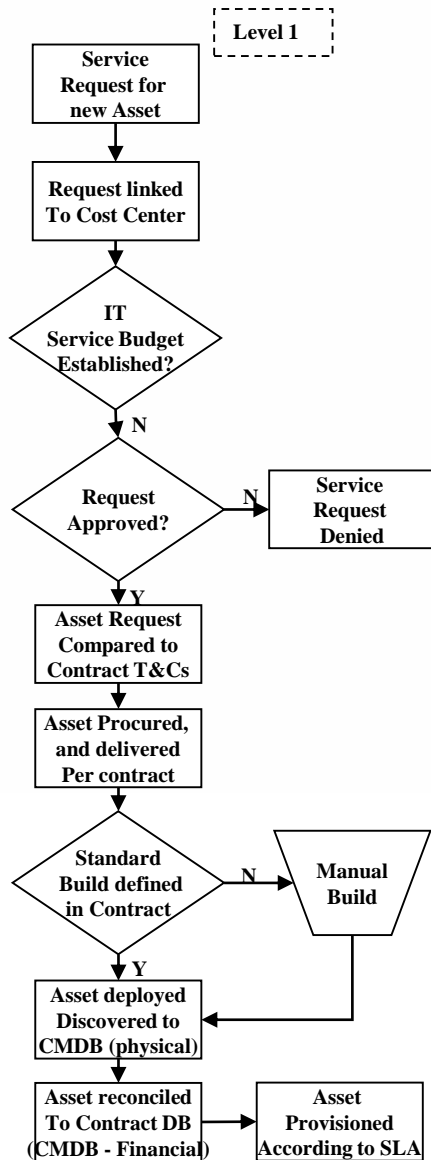 Level 1
Service
Request for
new Asset
Request linked
To Cost Center
IT
Service Budget
Established?
N
Request
Approved?
N
Service
Request
Denied
Y
Asset Request
Compared to
Contract T&Cs
Asset Procured,
and delivered
Per contract
Standard
Build defined
in Contract
N
Manual
Build
Y
Asset deployed
Discovered to
CMDB (physical)
Asset reconciled
To Contract DB
(CMDB - Financial)
Asset
Provisioned
According to SLA